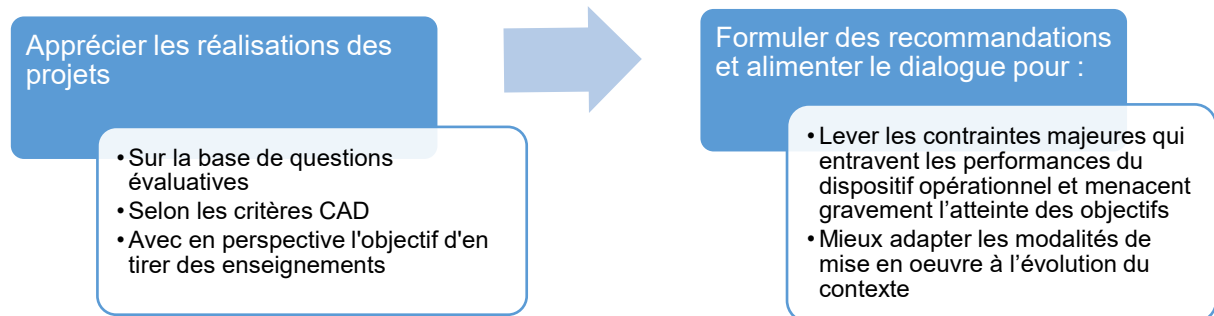 Apprécier les réalisations des
projets
• Sur la base de questions
évaluatives
• Selon les critères CAD
• Avec en perspective l'objectif d'en
tirer des enseignements
Formuler des recommandations
et alimenter le dialogue pour :
• Lever les contraintes majeures qui
entravent les performances du
dispositif opérationnel et menacent
gravement l’atteinte des objectifs
• Mieux adapter les modalités de
mise en oeuvre à l’évolution du
contexte